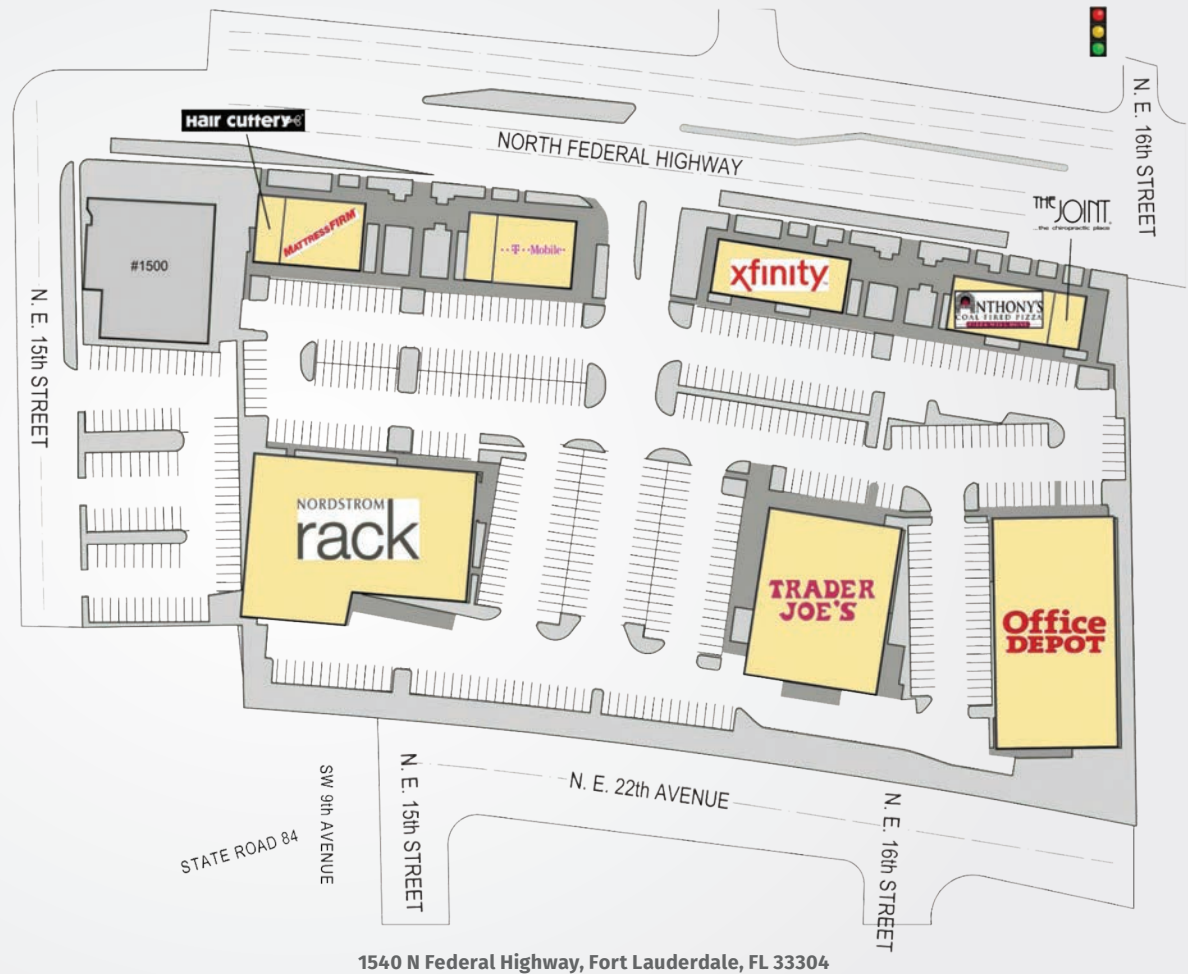 Hair Cuttery
NORTH FEDERAL HIGHWAY
N. E. 16th STREET
THE JOINT
...the chiropractic place
MATTRESS FIRM
T Mobile
#1500
xfinity
ANTHONY'S
COAL FIRED PIZZA
N. E. 15th STREET
NORDSTROM
rack
TRADER
JOE'S
Office
DEPOT
N. E. 22th AVENUE
SW 9th AVENUE
N. E. 15th STREET
N. E. 16th STREET
STATE ROAD 84
1540 N Federal Highway, Fort Lauderdale, FL 33304